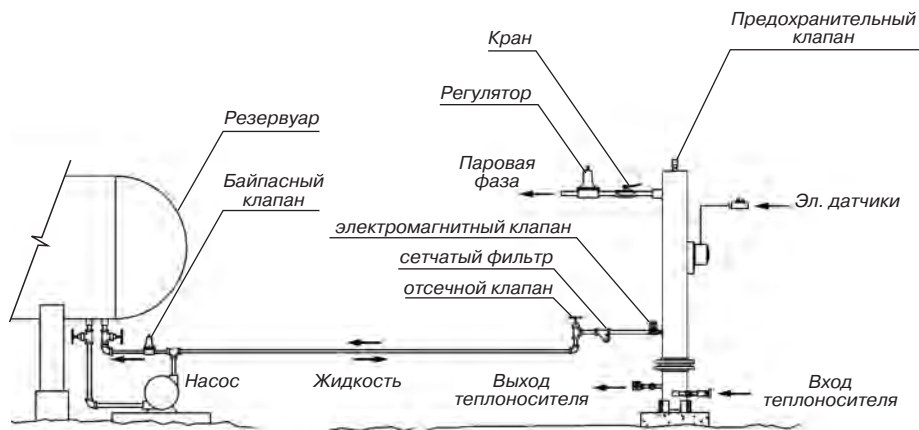 Предохранительный
клапан
Кран
Регулятор
Резервуар
Паровая
фаза
Байпасный
клапан
Эл. датчики
электромагнитный клапан
сетчатый фильтр
отсечной клапан
Насос
Жидкость
Выход
теплоносителя
Вход
теплоносителя